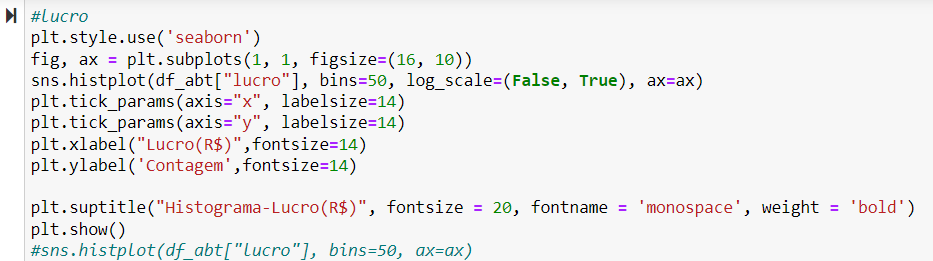 #lucro
plt.style.use('seaborn')
fig, ax = plt.subplots(1, 1, figsize=(16, 10))
sns.histplot(df_abt["lucro"], bins=50, log_scale=(False, True), ax=ax)
plt.tick_params(axis="x", labelsize=14)
plt.tick_params(axis="y", labelsize=14)
plt.xlabel("Lucro(R$)",fontsize=14)
plt.ylabel('Contagem',fontsize=14)
plt.suptitle("Histograma-Lucro(R$)", fontsize = 20, fontname = 'monospace', weight = 'bold')
plt.show()
#sns.histplot(df_abt["lucro"], bins=50, ax=ax)